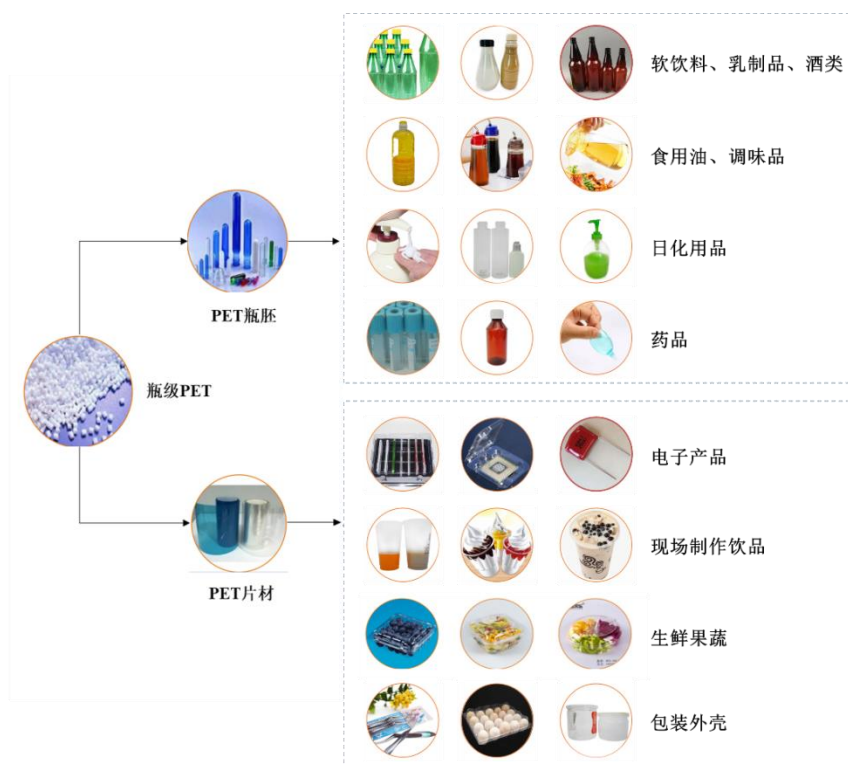 软饮料、乳制品、酒类
食用油、调味品
日化用品
PET瓶胚
药品
瓶级PET
电子产品
现场制作饮品
PET片材
生鲜果蔬
包装外壳